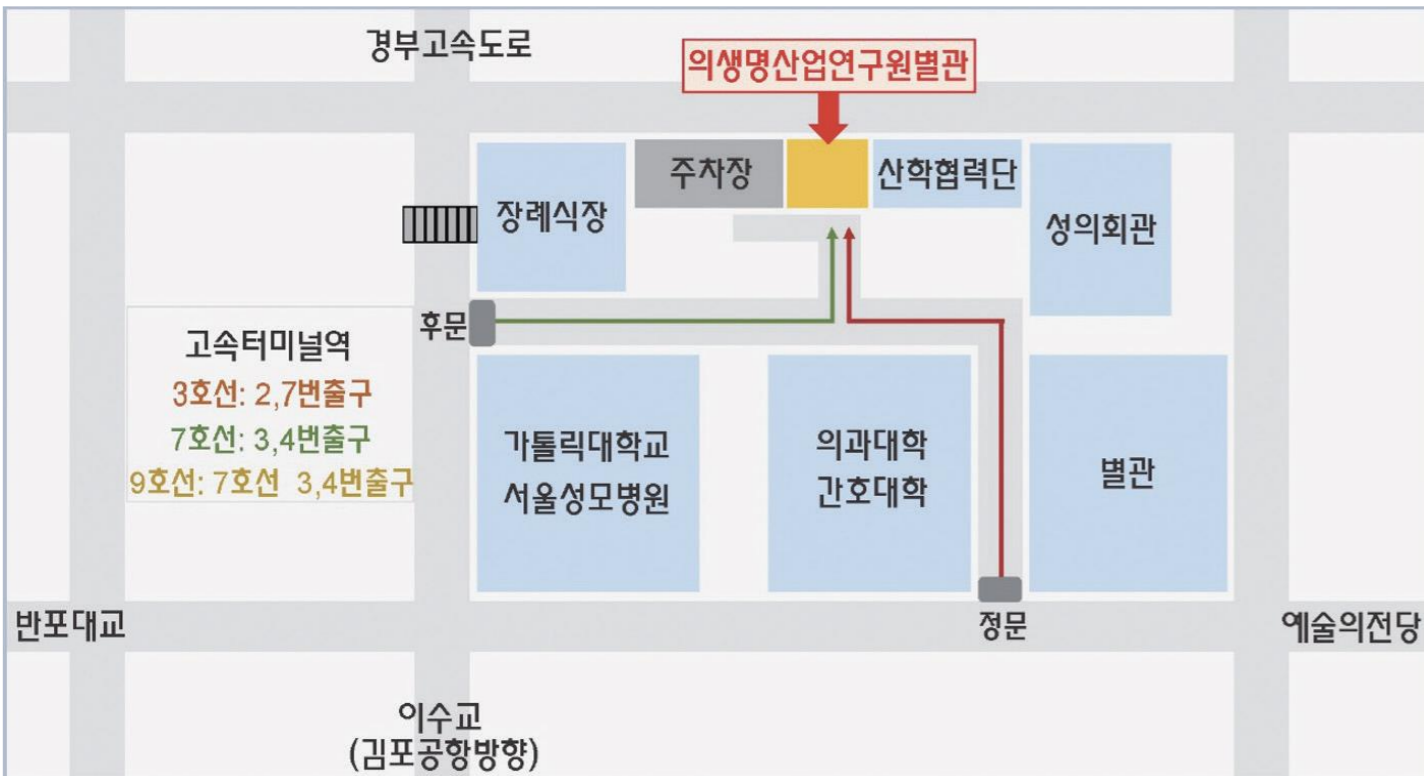 경부고속도로
의생명산업연구원별관
주차장
산학협력단
장례식장
성의회관
후문
고속터미널역
3호선: 2,7번출구
7호선: 3,4번출구
9호선: 7호선 3,4번출구
가톨릭대학교
서울성모병원
의과대학
간호대학
별관
반포대교
정문
예술의전당
이수교
(김포공항방향)